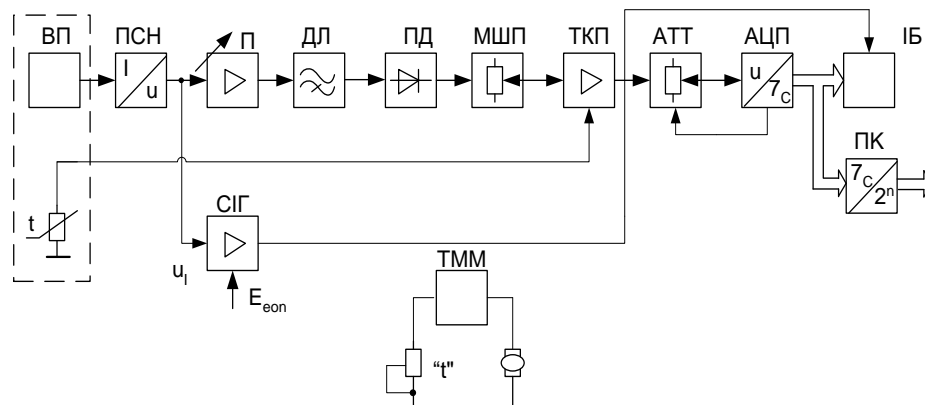 ВП ПСН П ДЛ ПД МШП ТКП АТТ АЦП ІБ
I
u
u
7C
ПК
7C
2n
t
СІГ
uI
Eеоп
ТММ
“t"